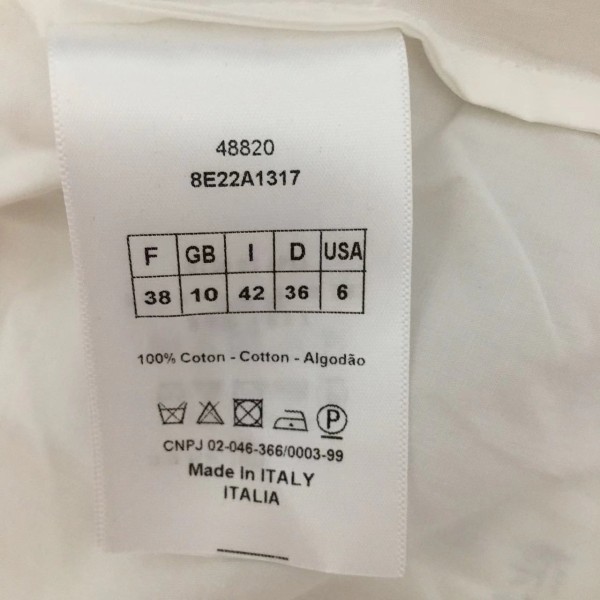 48820
8E22A1317
F GB I D USA
38 10 42 36 6
100% Coton - Cotton - Algodão
P
CNPJ 02-046-366/0003-99
Made In ITALY
ITALIA